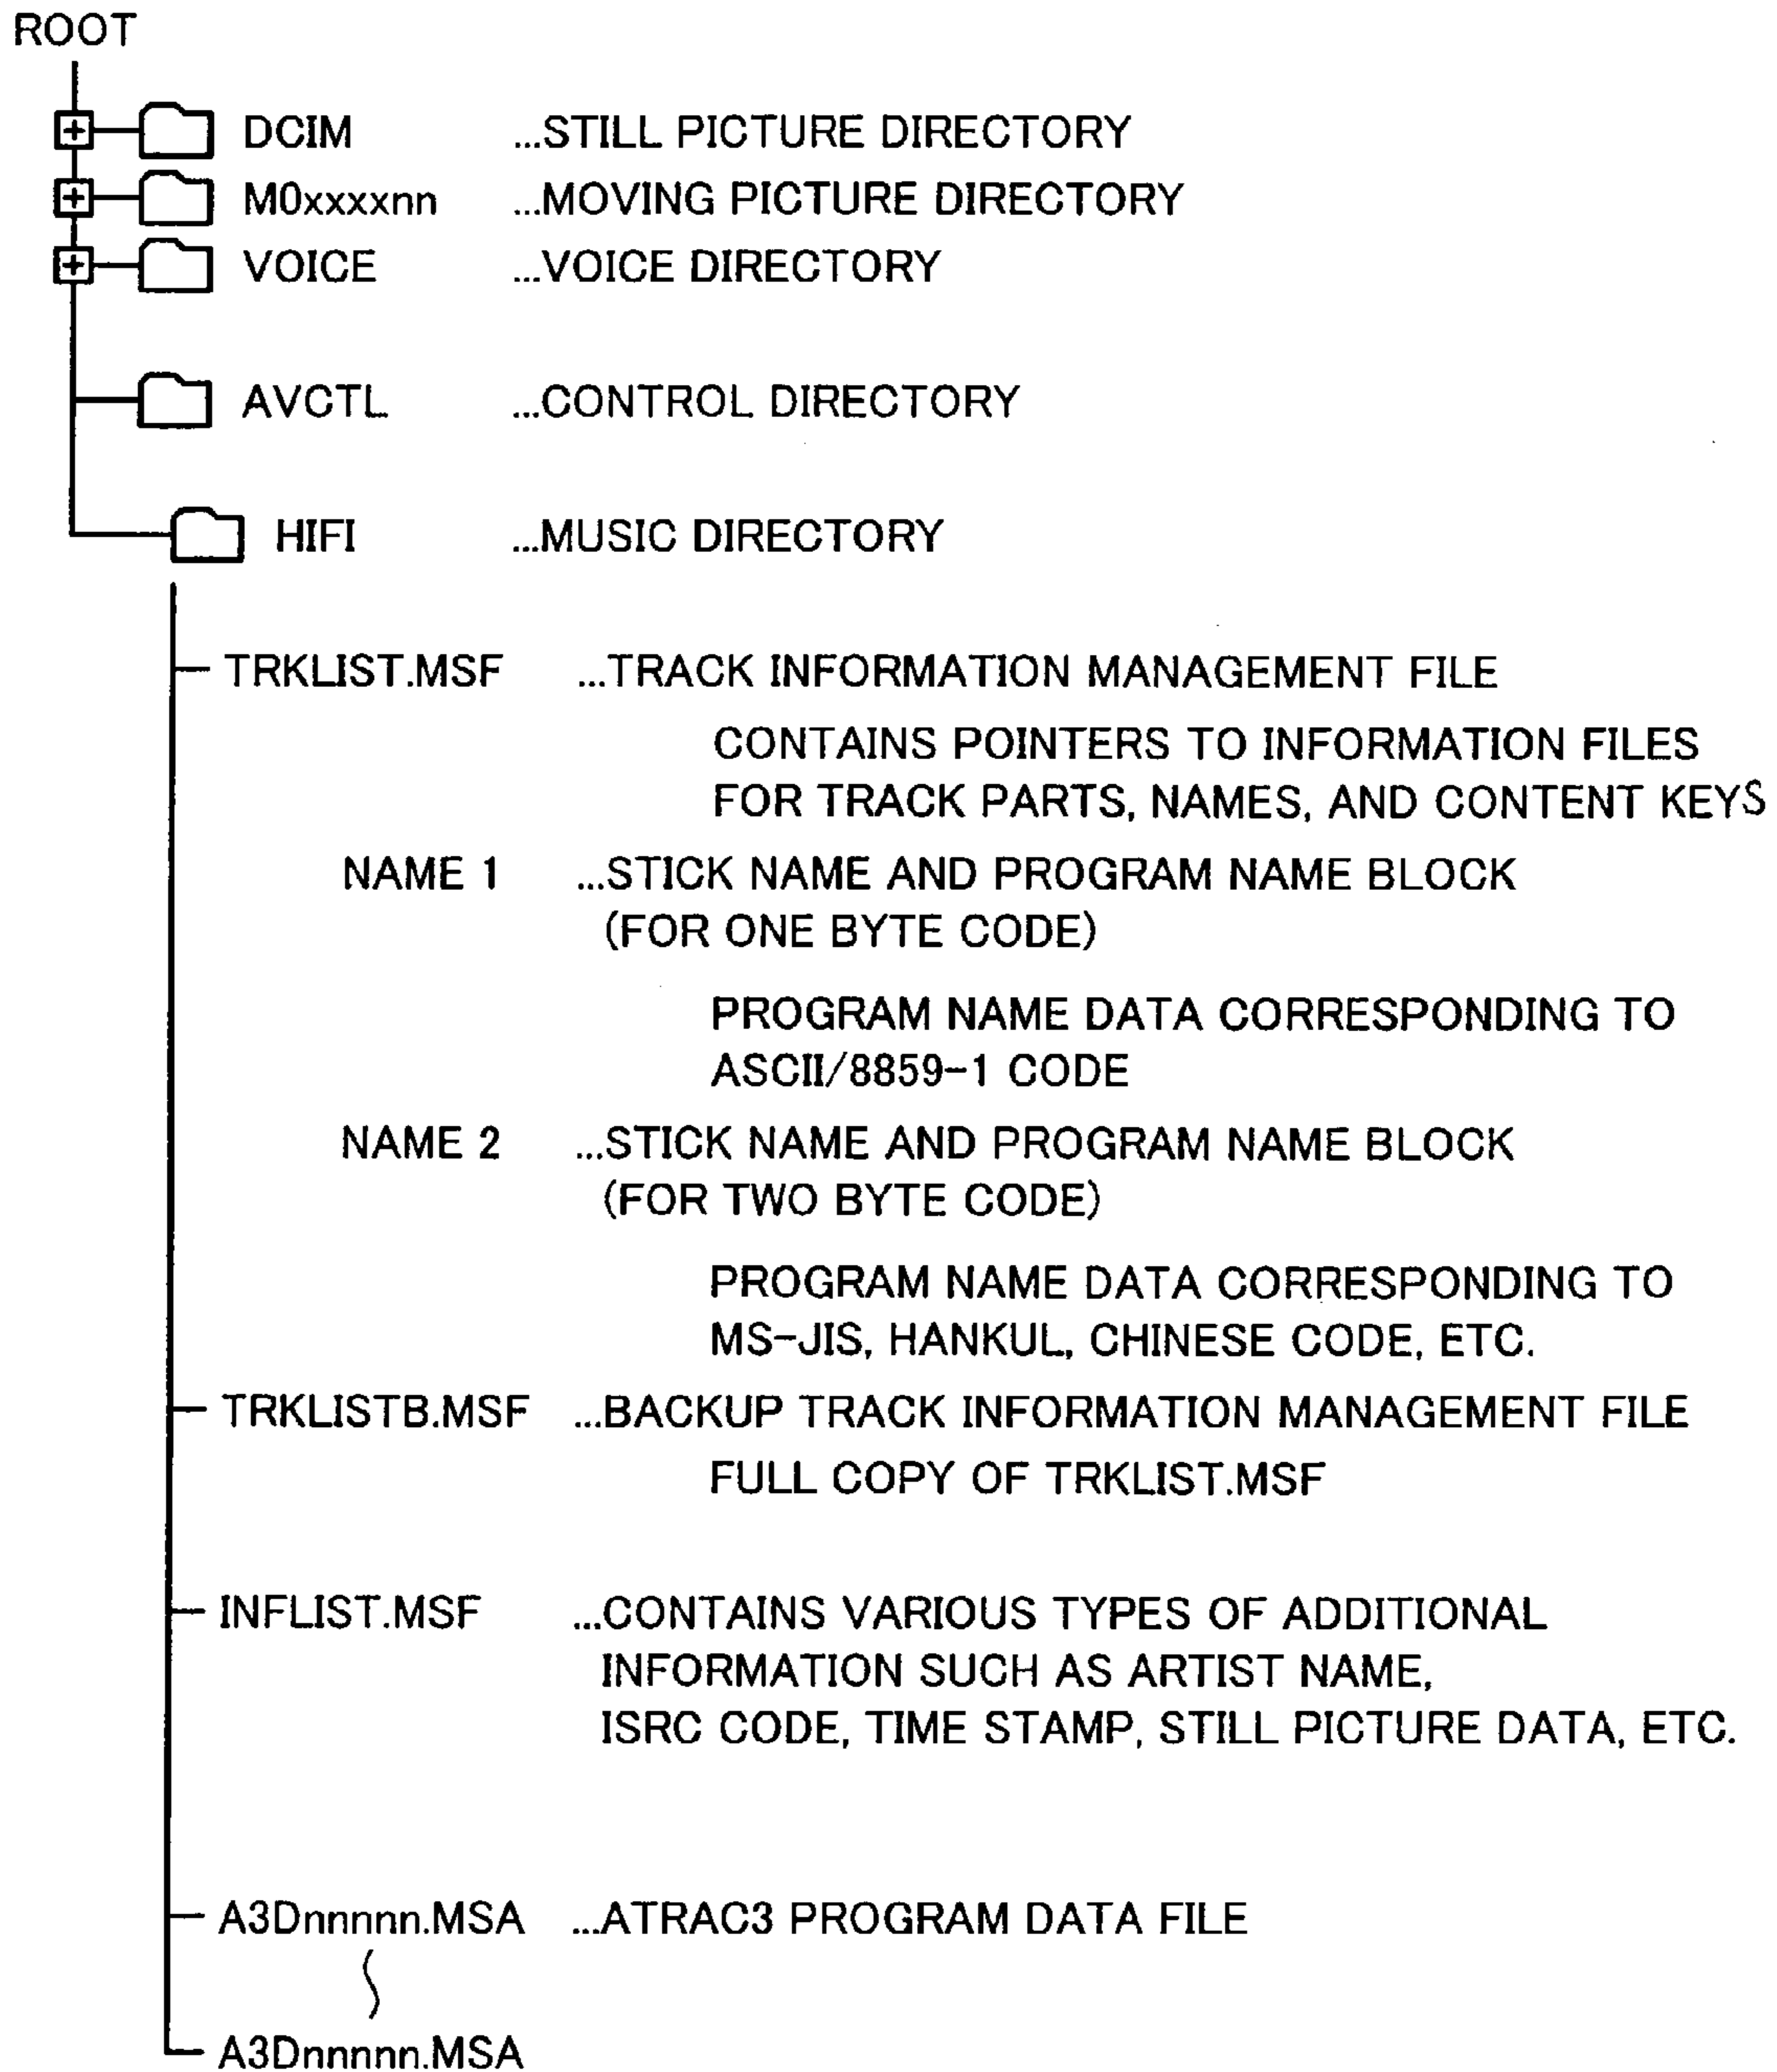 ROOT
DCIM ...STILL PICTURE DIRECTORY
M0xxxxnn ...MOVING PICTURE DIRECTORY
VOICE ...VOICE DIRECTORY
AVCTL ...CONTROL DIRECTORY
HIFI ...MUSIC DIRECTORY
TRKLIST.MSF ...TRACK INFORMATION MANAGEMENT FILE
CONTAINS POINTERS TO INFORMATION FILES
FOR TRACK PARTS, NAMES, AND CONTENT KEYS
NAME 1 ...STICK NAME AND PROGRAM NAME BLOCK
(FOR ONE BYTE CODE)
PROGRAM NAME DATA CORRESPONDING TO
ASCII/8859-1 CODE
NAME 2 ...STICK NAME AND PROGRAM NAME BLOCK
(FOR TWO BYTE CODE)
PROGRAM NAME DATA CORRESPONDING TO
MS-JIS, HANKUL, CHINESE CODE, ETC.
TRKLISTB.MSF ...BACKUP TRACK INFORMATION MANAGEMENT FILE
FULL COPY OF TRKLIST.MSF
INFLIST.MSF ...CONTAINS VARIOUS TYPES OF ADDITIONAL
INFORMATION SUCH AS ARTIST NAME,
ISRC CODE, TIME STAMP, STILL PICTURE DATA, ETC.
A3Dnnnnn.MSA ...ATRAC3 PROGRAM DATA FILE
A3Dnnnnn.MSA